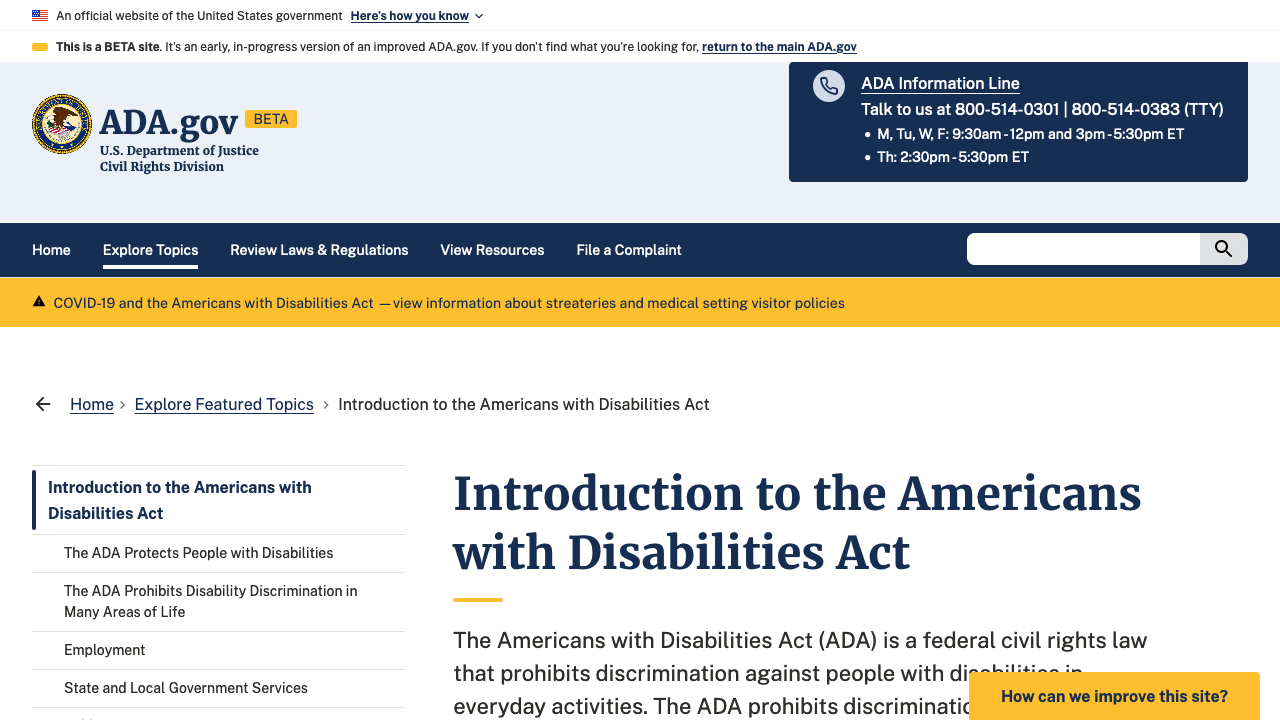 An official website of the United States government Here's how you know
This is a BETA site. It's an early, in-progress version of an improved ADA.gov. If you don't find what you're looking for, return to the main ADA.gov
ADA.gov BETA
U.S. Department of Justice
Civil Rights Division
ADA Information Line
Talk to us at 800-514-0301 | 800-514-0383 (TTY)
• M, Tu, W, F: 9:30am-12pm and 3pm-5:30pm ET
• Th: 2:30pm-5:30pm ET
Home Explore Topics Review Laws & Regulations View Resources File a Complaint
COVID-19 and the Americans with Disabilities Act —view information about streateries and medical setting visitor policies
Home > Explore Featured Topics > Introduction to the Americans with Disabilities Act
Introduction to the Americans with
Disabilities Act
The ADA Protects People with Disabilities
The ADA Prohibits Disability Discrimination in
Many Areas of Life
Employment
State and Local Government Services
Introduction to the Americans
with Disabilities Act
The Americans with Disabilities Act (ADA) is a federal civil rights law
that prohibits discrimination against people with disabilities in
everyday activities. The ADA prohibits
How can we improve this site?